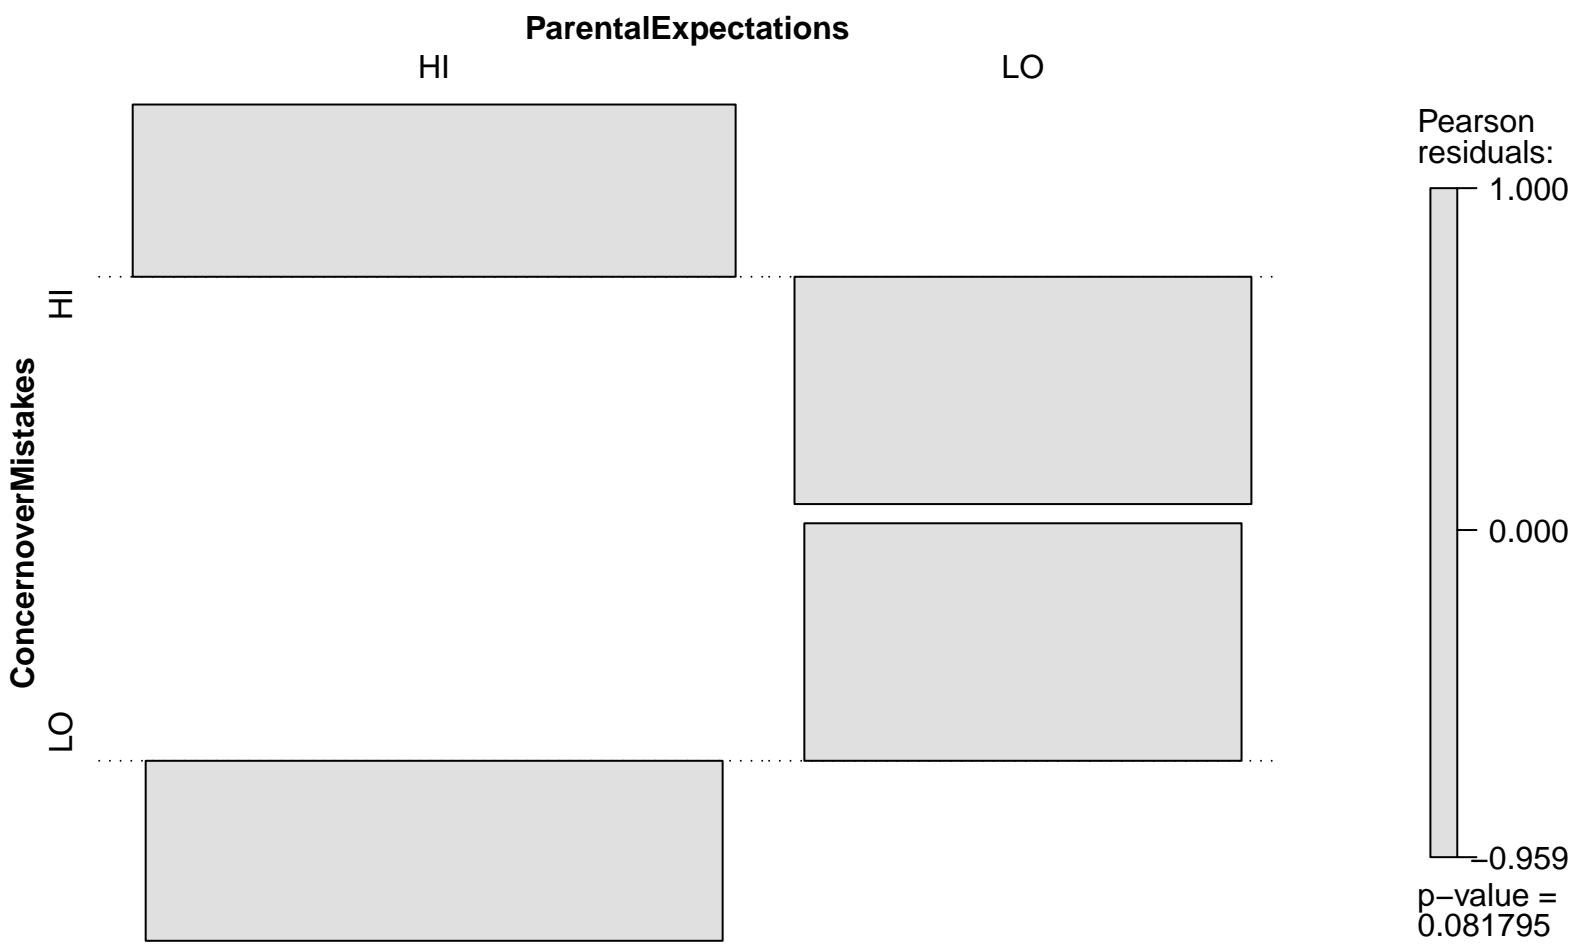 ParentalExpectations
HI
LO
ConcernoverMistakes
HI
LO
Pearson
residuals:
1.000
0.000
−0.959
p−value =
0.081795